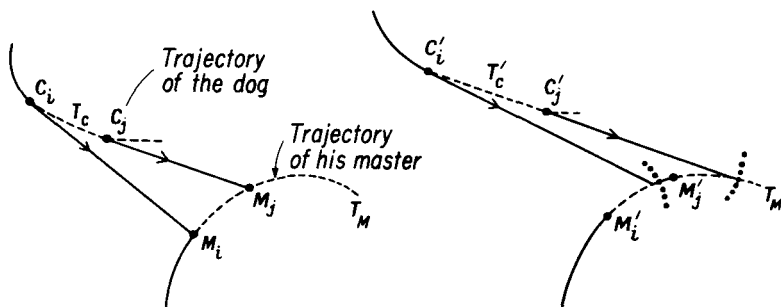 Trajectory
of the dog
C_i
T_c
C_j
Trajectory
of his master
M_j
T_M
M_i
C'_i
T'_c
C'_j
M'_j
T_M
M'_i